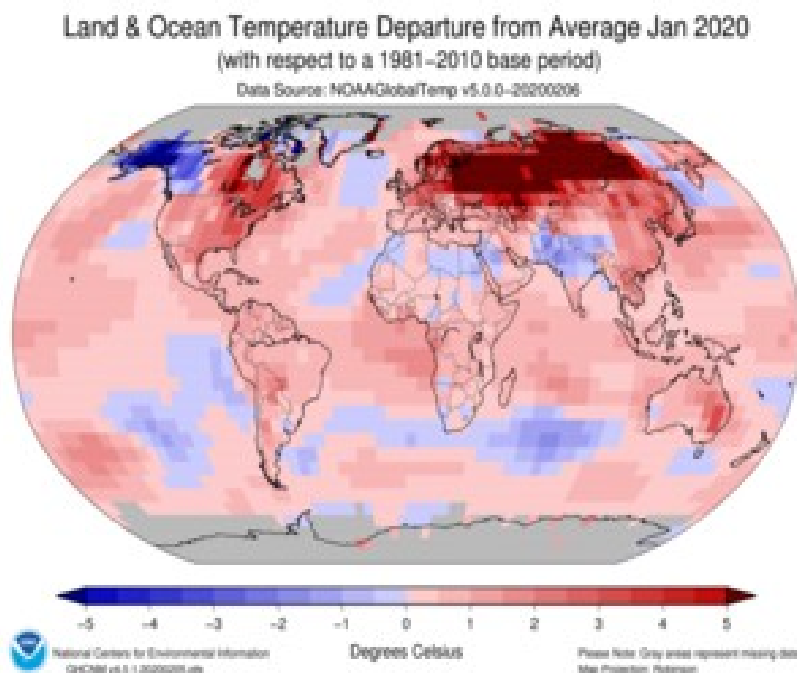 Land & Ocean Temperature Departure from Average Jan 2020
(with respect to a 1981–2010 base period)
Data Source: NOAAGlobalTemp v5.0.0–20200206
-5 -4 -3 -2 -1 0 1 2 3 4 5
Degrees Celsius
National Centers for Environmental Information
Please Note: Gray areas represent missing data
Map Projection: Robinson